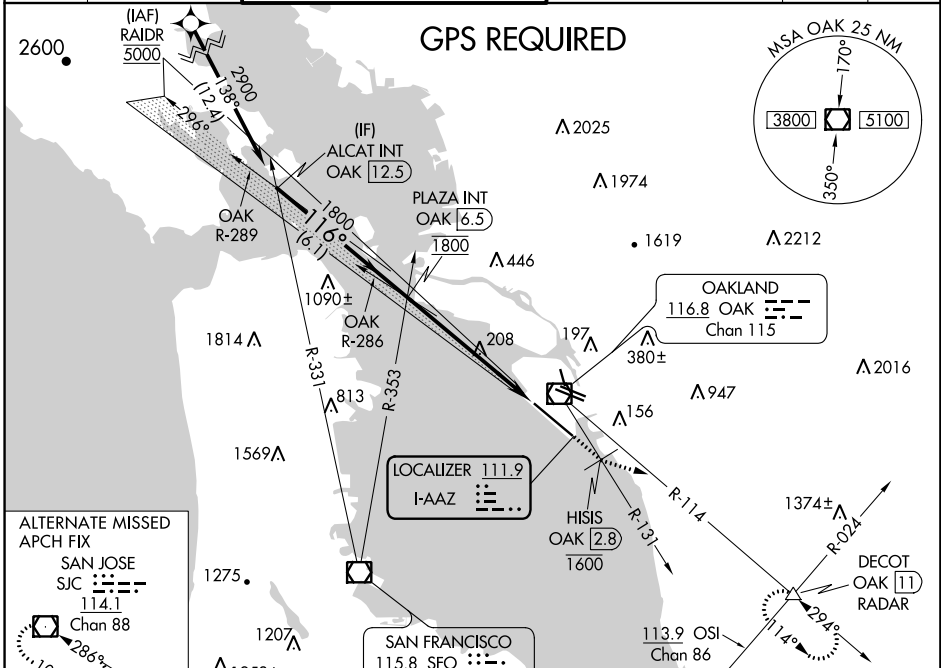 GPS REQUIRED
(IAF)
RAIDR
5000
2600
2900
138°
(12.4)
296°
MSA OAK 25 NM
170°
3800
5100
350°
(IF)
ALCAT INT
OAK 12.5
2025
1974
PLAZA INT
OAK 6.5
1800
1800
116°
(6.1)
OAK
R-289
446
1619
2212
OAKLAND
116.8 OAK
Chan 115
1090±
OAK
R-286
1814
208
197
380±
2016
R-331
R-353
813
947
156
1569
LOCALIZER 111.9
I-AAZ
HISIS
OAK 2.8
1600
R-131
R-114
1374±
R-024
DECOT
OAK 11
RADAR
294°
114°
ALTERNATE MISSED
APCH FIX
SAN JOSE
SJC
114.1
Chan 88
286°
1275
1207
SAN FRANCISCO
115.8 SFO
113.9 OSI
Chan 86